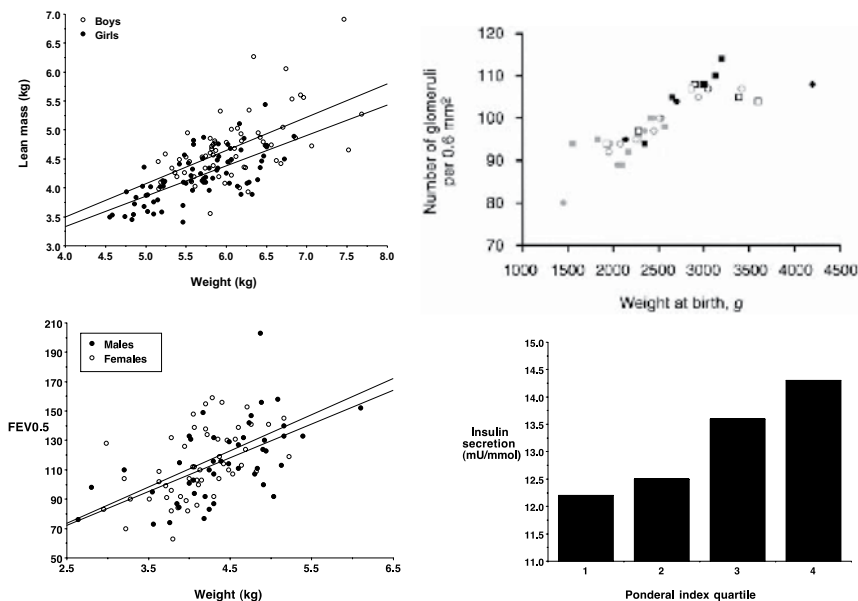 7.0
6.5
6.0
5.5
5.0
4.5
4.0
3.5
3.0
Lean mass (kg)
Boys
Girls
4.0 4.5 5.0 5.5 6.0 6.5 7.0 7.5 8.0
Weight (kg)
120
110
100
90
80
70
Number of glomeruli
per 0.6 mm²
1000 1500 2000 2500 3000 3500 4000 4500
Weight at birth, g
210
190
170
150
130
110
90
70
50
FEV0.5
Males
Females
2.5 3.5 4.5 5.5 6.5
Weight (kg)
15.0
14.5
14.0
13.5
13.0
12.5
12.0
11.5
11.0
Insulin
secretion
(mU/mmol)
1 2 3 4
Ponderal index quartile